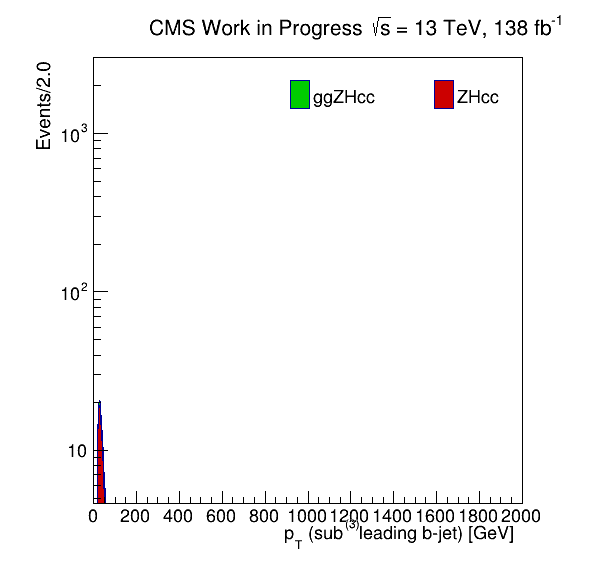 CMS Work in Progress √s = 13 TeV, 138 fb⁻¹
Events/2.0
ggZHcc ZHcc
10³
10²
10
0 200 400 600 800 1000 1200 1400 1600 1800 2000
p_T (sub⁽³⁾leading b-jet) [GeV]